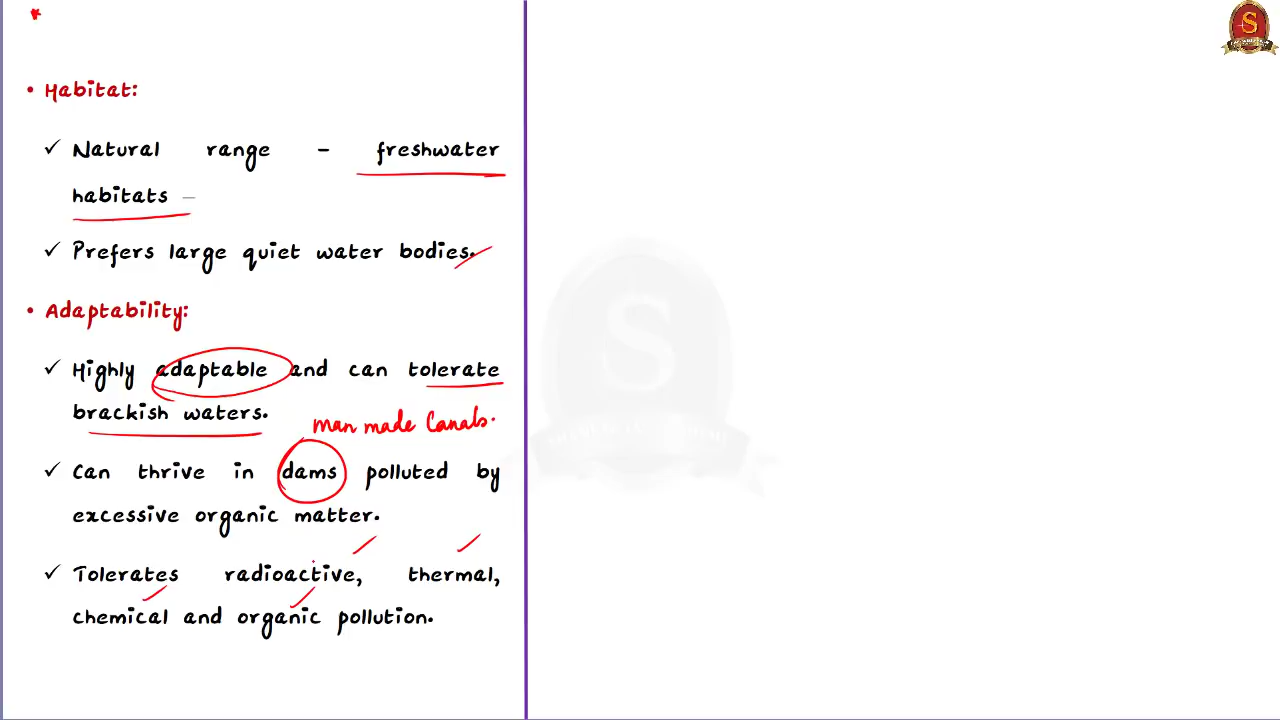 • Habitat:
✓ Natural range - freshwater
habitats -
✓ Prefers large quiet water bodies.
• Adaptability:
✓ Highly adaptable and can tolerate
brackish waters.
man made Canals.
✓ Can thrive in dams polluted by
excessive organic matter.
✓ Tolerates radioactive, thermal,
chemical and organic pollution.
S